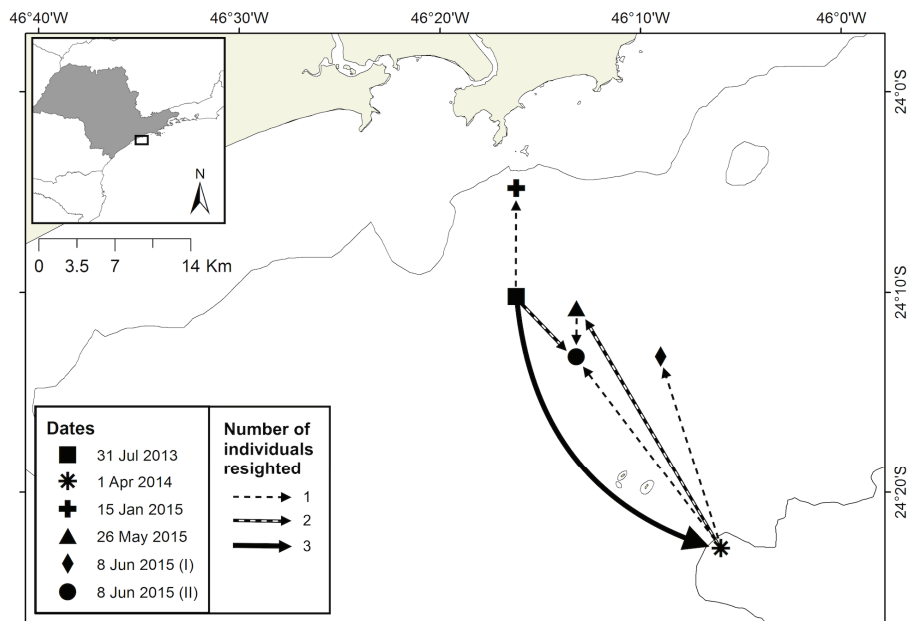 46°40'W 46°30'W 46°20'W 46°10'W 46°0'W
24°0'S
N
0 3.5 7 14 Km
24°10'S
Dates
31 Jul 2013
1 Apr 2014
15 Jan 2015
26 May 2015
8 Jun 2015 (I)
8 Jun 2015 (II)
Number of
individuals
resighted
1
2
3
24°20'S